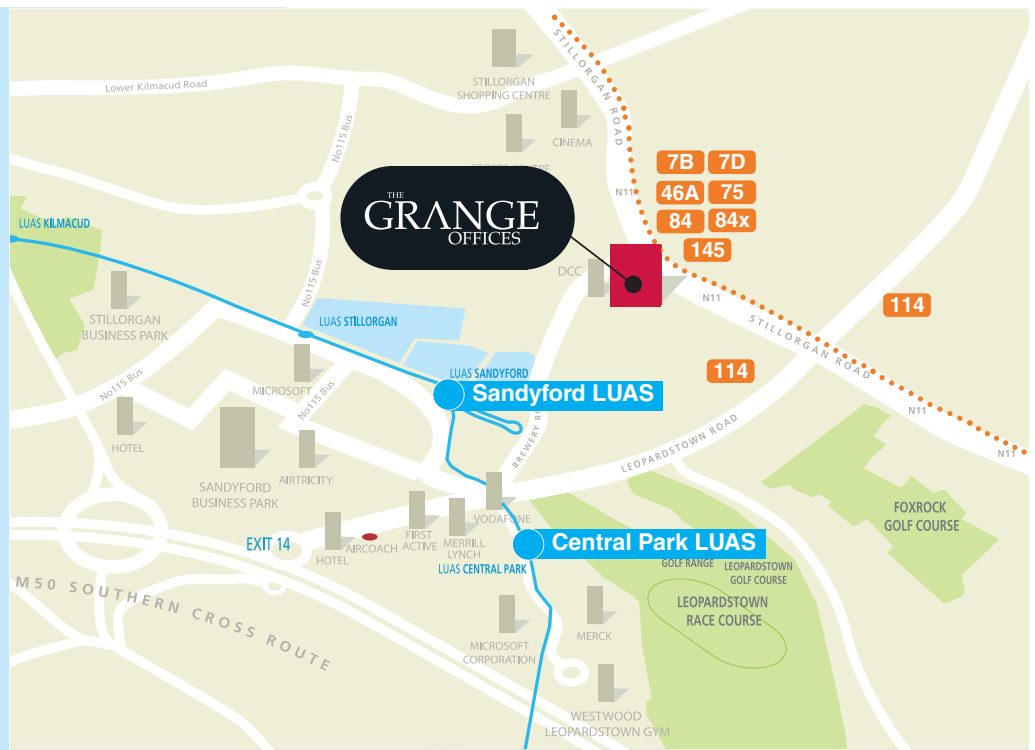 STILLORGAN
SHOPPING CENTRE
STILLORGAN ROAD
Lower Kilmacud Road
No115 Bus
CINEMA
7B 7D
46A 75
84 84x
145
N11
THE
GRANGE
OFFICES
LUAS KILMACUD
DCC
N11
114
STILLORGAN ROAD
No115 Bus
STILLORGAN
BUSINESS PARK
LUAS STILLORGAN
LUAS SANDYFORD
114
MICROSOFT
No115 Bus
No115 Bus
Sandyford LUAS
N11
HOTEL
BREWERY
LEOPARDSTOWN ROAD
N11
AIRTRICITY
SANDYFORD
BUSINESS PARK
VODAFONE
FOXROCK
GOLF COURSE
EXIT 14
HOTEL
AIRCOACH
FIRST
ACTIVE
MERRILL
LYNCH
Central Park LUAS
LUAS CENTRAL PARK
GOLF RANGE
LEOPARDSTOWN
GOLF COURSE
M50 SOUTHERN CROSS ROUTE
LEOPARDSTOWN
RACE COURSE
MERCK
MICROSOFT
CORPORATION
WESTWOOD
LEOPARDSTOWN GYM